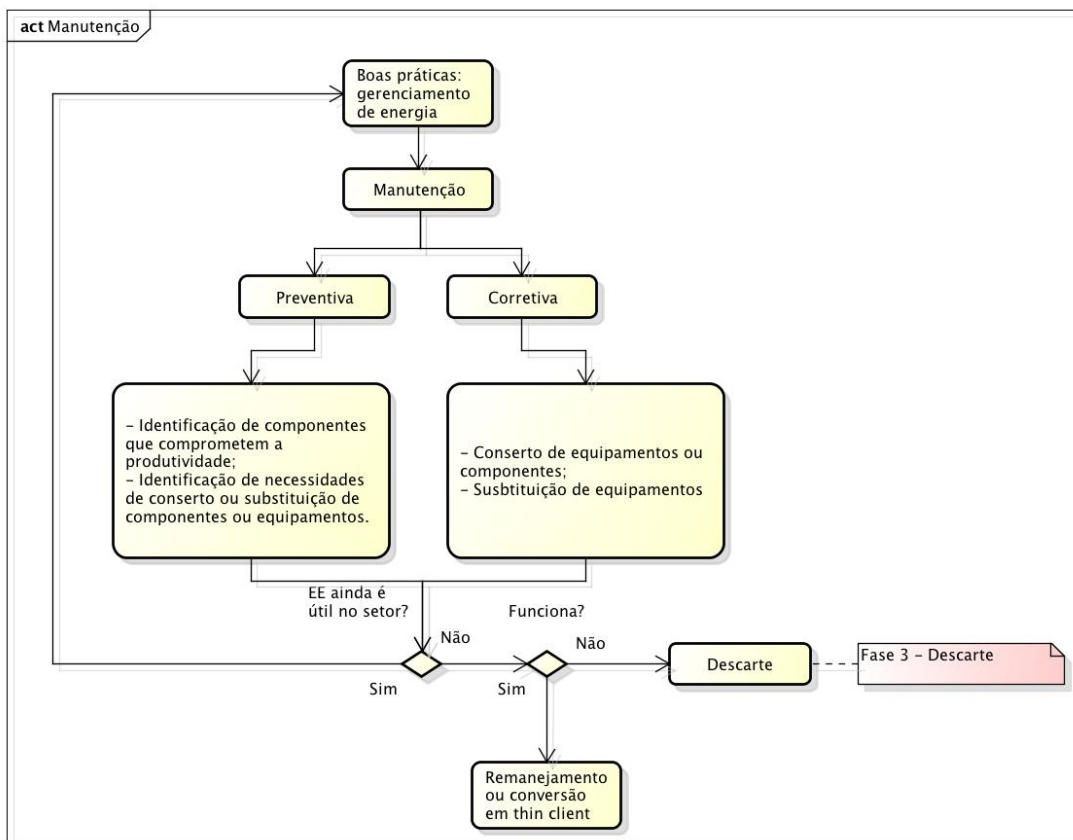 act Manutenção
Boas práticas:
gerenciamento
de energia
Manutenção
Preventiva
Corretiva
- Identificação de componentes
que comprometem a
produtividade;
- Identificação de necessidades
de conserto ou substituição de
componentes ou equipamentos.
- Conserto de equipamentos ou
componentes;
- Susbtituição de equipamentos
EE ainda é
útil no setor?
Funciona?
Não
Não
Sim
Sim
Descarte
Fase 3 - Descarte
Remanejamento
ou conversão
em thin client